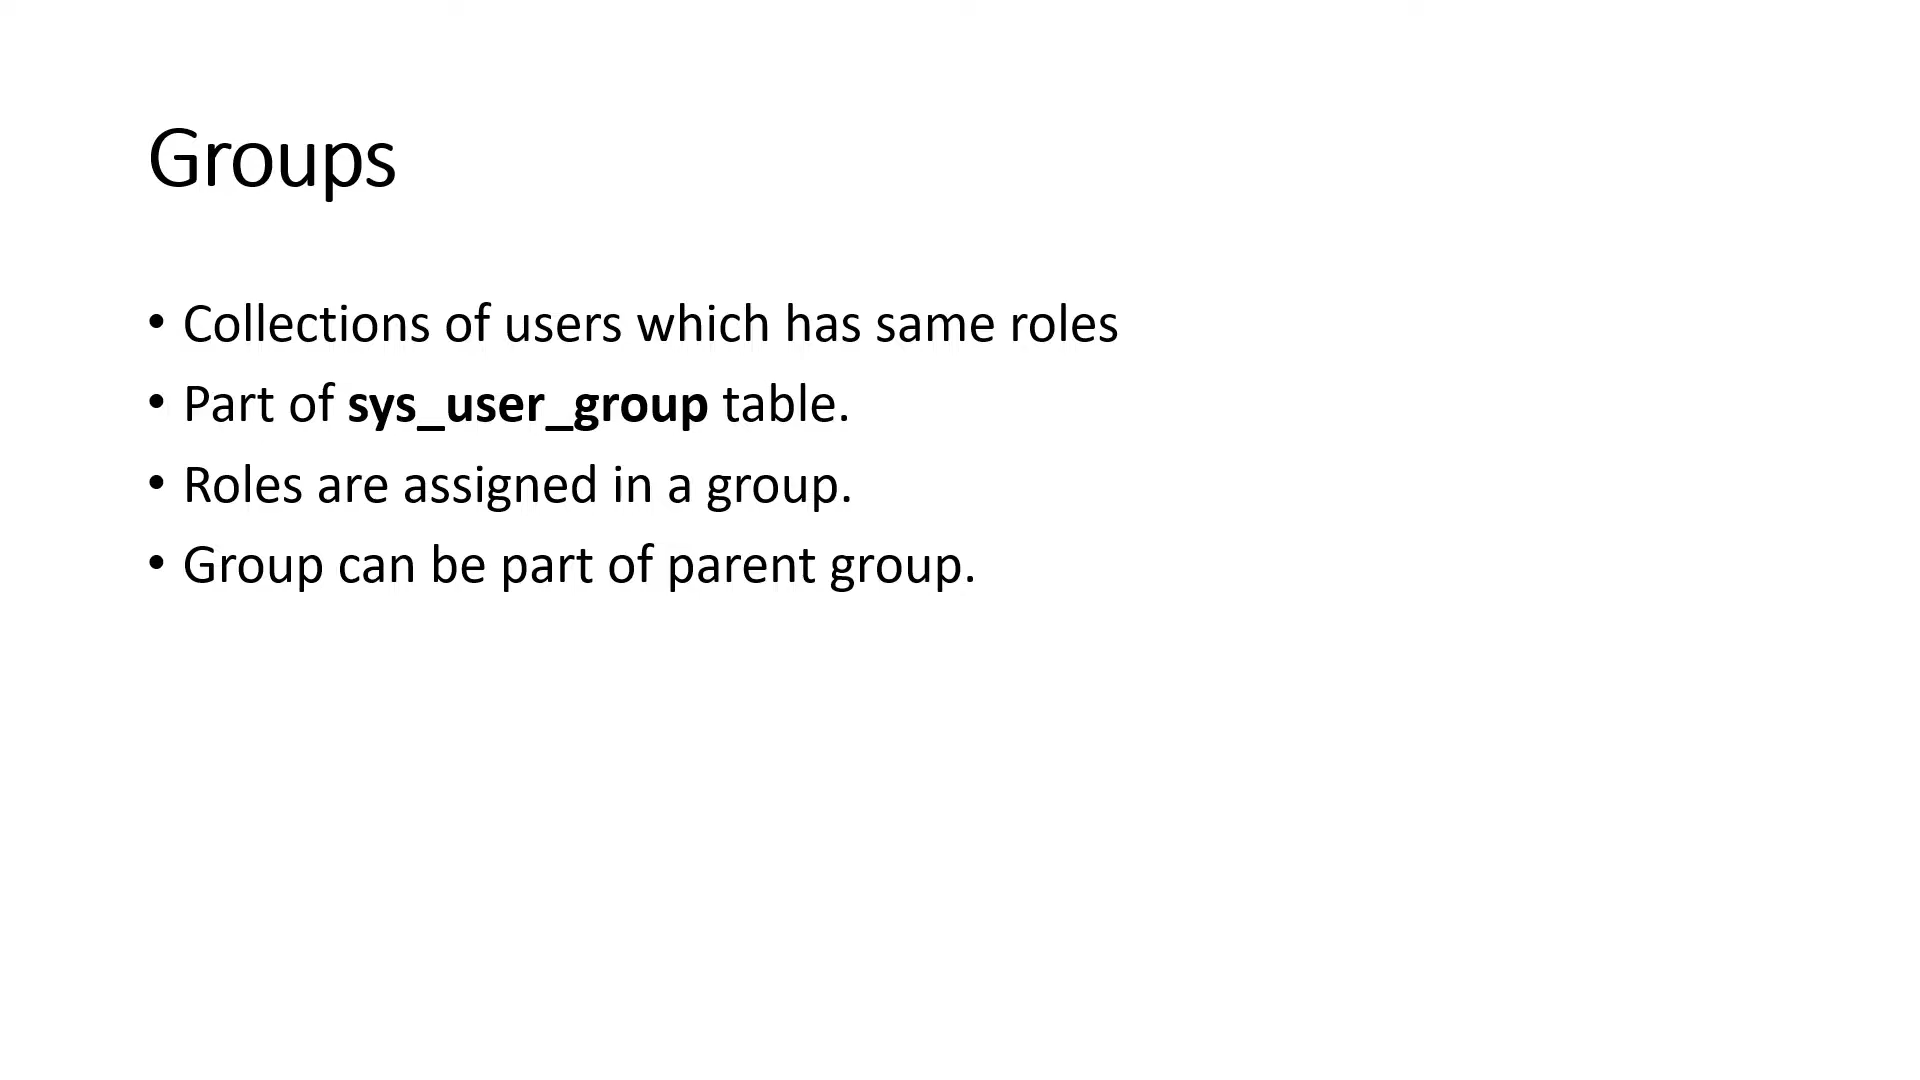 Groups
• Collections of users which has same roles
• Part of sys_user_group table.
• Roles are assigned in a group.
• Group can be part of parent group.